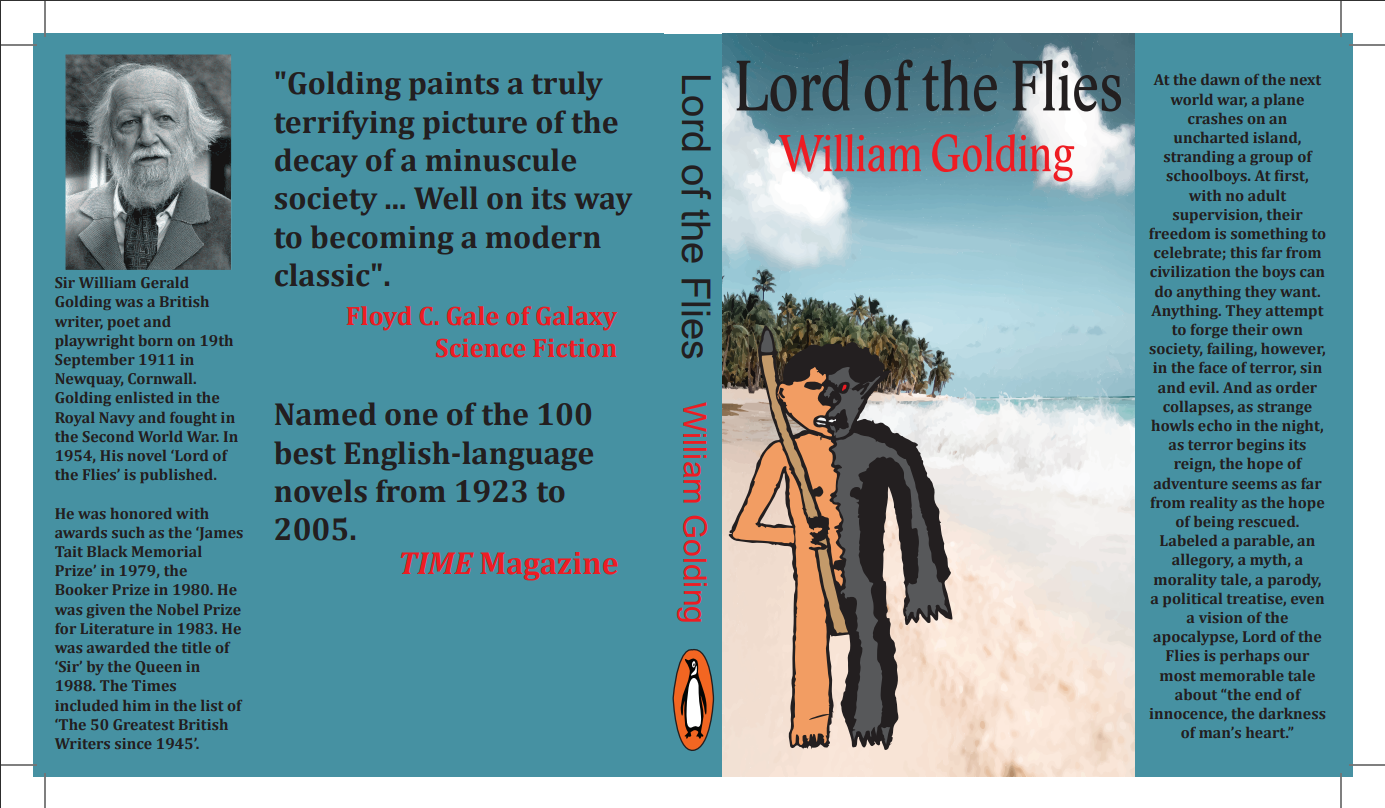 Sir William Gerald
Golding was a British
writer, poet and
playwright born on 19th
September 1911 in
Newquay, Cornwall.
Golding enlisted in the
Royal Navy and fought in
the Second World War. In
1954, His novel ‘Lord of
the Flies’ is published.
He was honored with
awards such as the ‘James
Tait Black Memorial
Prize’ in 1979, the
Booker Prize in 1980. He
was given the Nobel Prize
for Literature in 1983. He
was awarded the title of
‘Sir’ by the Queen in
1988. The Times
included him in the list of
‘The 50 Greatest British
Writers since 1945’.
"Golding paints a truly
terrifying picture of the
decay of a minuscule
society ... Well on its way
to becoming a modern
classic".
Floyd C. Gale of Galaxy
Science Fiction
Named one of the 100
best English-language
novels from 1923 to
2005.
TIME Magazine
Lord of the Flies William Golding
Lord of the Flies
William Golding
At the dawn of the next
world war, a plane
crashes on an
uncharted island,
stranding a group of
schoolboys. At first,
with no adult
supervision, their
freedom is something to
celebrate; this far from
civilization the boys can
do anything they want.
Anything. They attempt
to forge their own
society, failing, however,
in the face of terror, sin
and evil. And as order
collapses, as strange
howls echo in the night,
as terror begins its
reign, the hope of
adventure seems as far
from reality as the hope
of being rescued.
Labeled a parable, an
allegory, a myth, a
morality tale, a parody,
a political treatise, even
a vision of the
apocalypse, Lord of the
Flies is perhaps our
most memorable tale
about “the end of
innocence, the darkness
of man’s heart.”